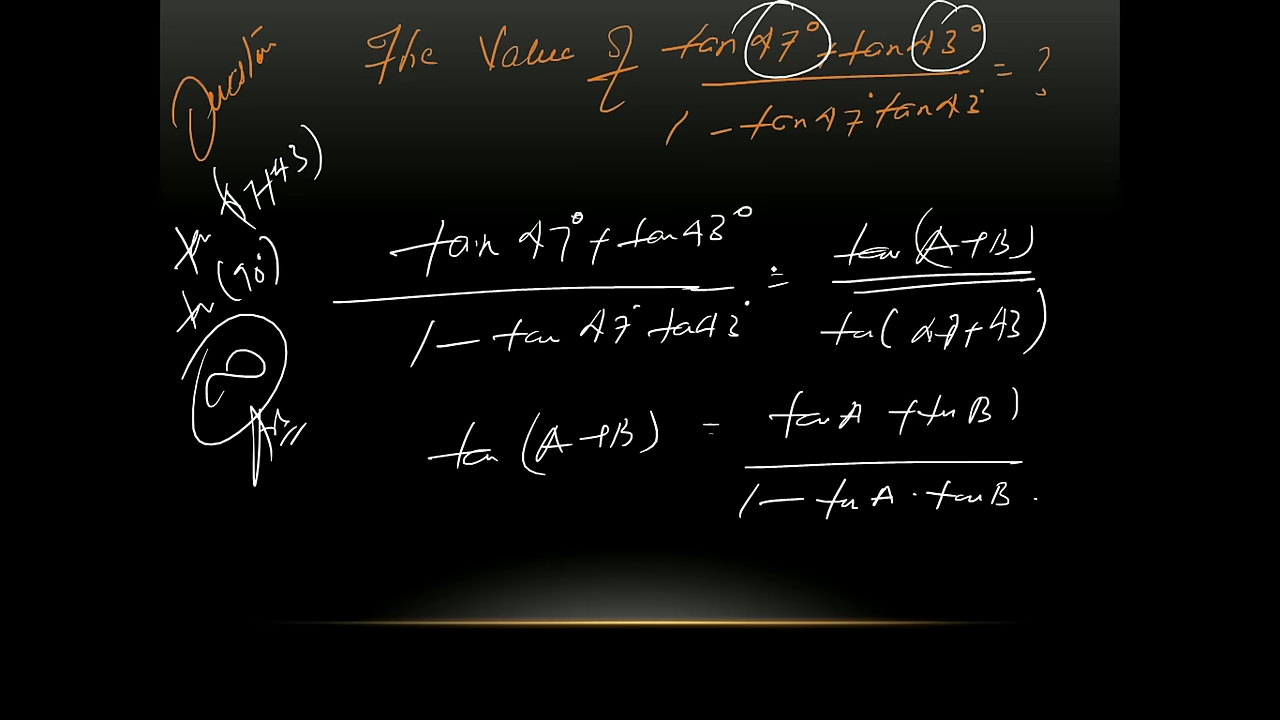 Question The Value of tan 47° + tan 43° = ?
1 - tan 47° tan 43°
(47+43)
(90°)
tan 47° + tan 43° = tan (A+B)
1 - tan 47° tan 43° tan( 47+43)
tan (A+B) = tan A + tan B)
1 - tan A . tan B .